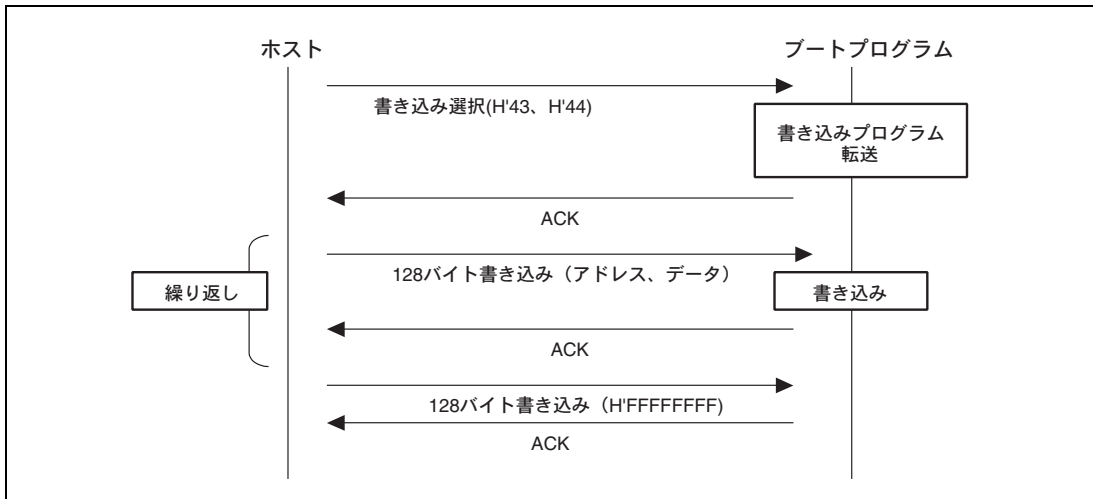 ホスト
ブートプログラム
書き込み選択(H'43、H'44)
書き込みプログラム
転送
ACK
128バイト書き込み（アドレス、データ）
繰り返し
書き込み
ACK
128バイト書き込み（H'FFFFFFFF)
ACK